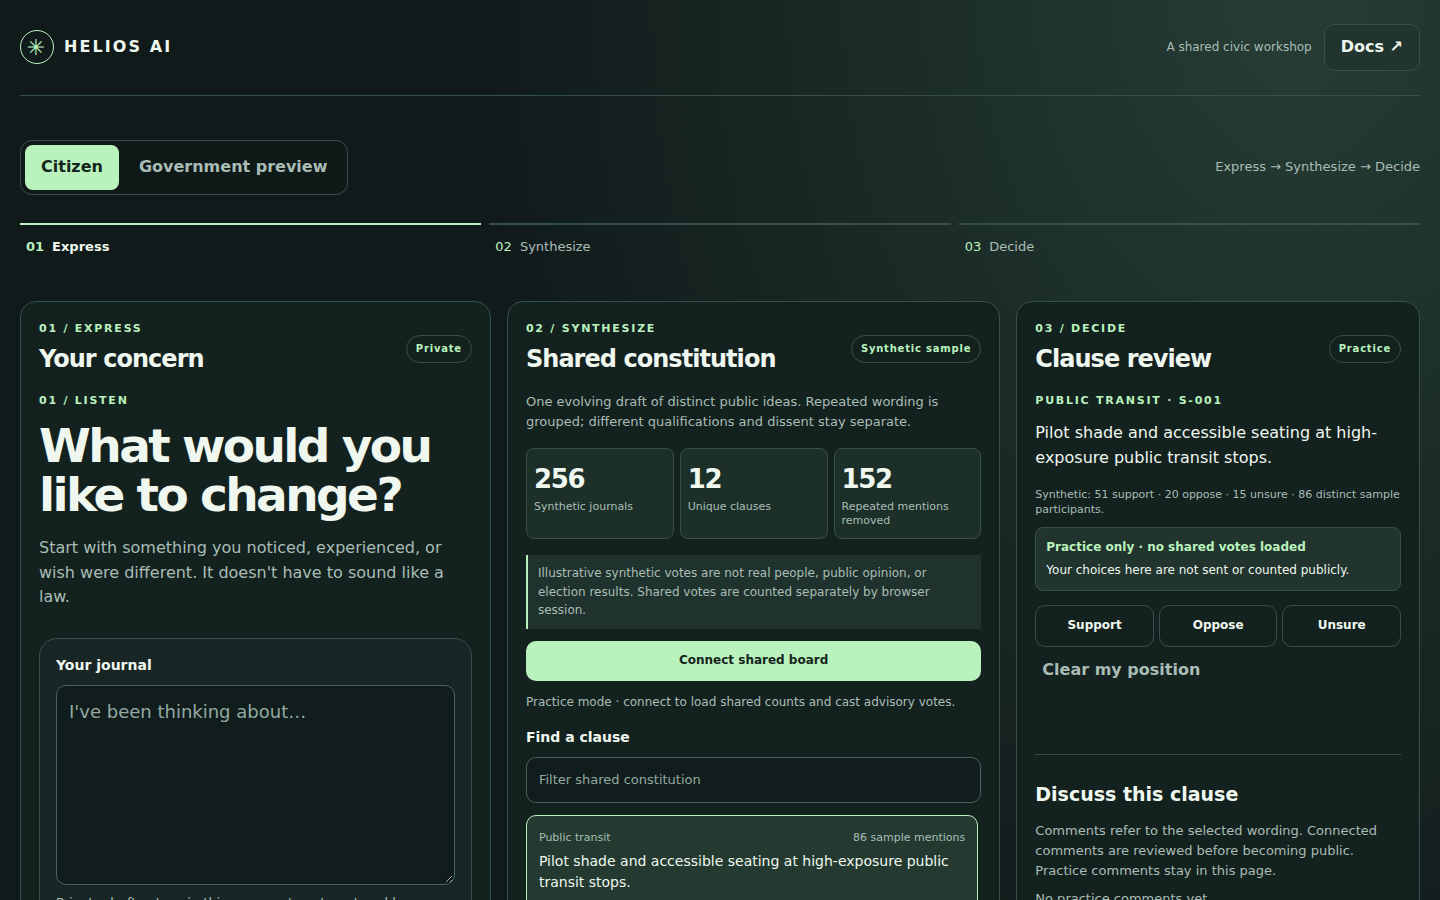 HELIOS AI
A shared civic workshop
Docs ↗
Citizen
Government preview
Express → Synthesize → Decide
01 Express
02 Synthesize
03 Decide
01 / EXPRESS
Your concern
Private
01 / LISTEN
What would you
like to change?
Start with something you noticed, experienced, or
wish were different. It doesn't have to sound like a
law.
Your journal
I've been thinking about...
02 / SYNTHESIZE
Shared constitution
Synthetic sample
One evolving draft of distinct public ideas. Repeated wording is
grouped; different qualifications and dissent stay separate.
256
Synthetic journals
12
Unique clauses
152
Repeated mentions
removed
Illustrative synthetic votes are not real people, public opinion, or
election results. Shared votes are counted separately by browser
session.
Connect shared board
Practice mode · connect to load shared counts and cast advisory votes.
Find a clause
Filter shared constitution
Public transit
86 sample mentions
Pilot shade and accessible seating at high-exposure public
transit stops.
03 / DECIDE
Clause review
Practice
PUBLIC TRANSIT · S-001
Pilot shade and accessible seating at high-
exposure public transit stops.
Synthetic: 51 support · 20 oppose · 15 unsure · 86 distinct sample
participants.
Practice only · no shared votes loaded
Your choices here are not sent or counted publicly.
Support
Oppose
Unsure
Clear my position
Discuss this clause
Comments refer to the selected wording. Connected
comments are reviewed before becoming public.
Practice comments stay in this page.
No practice comments yet